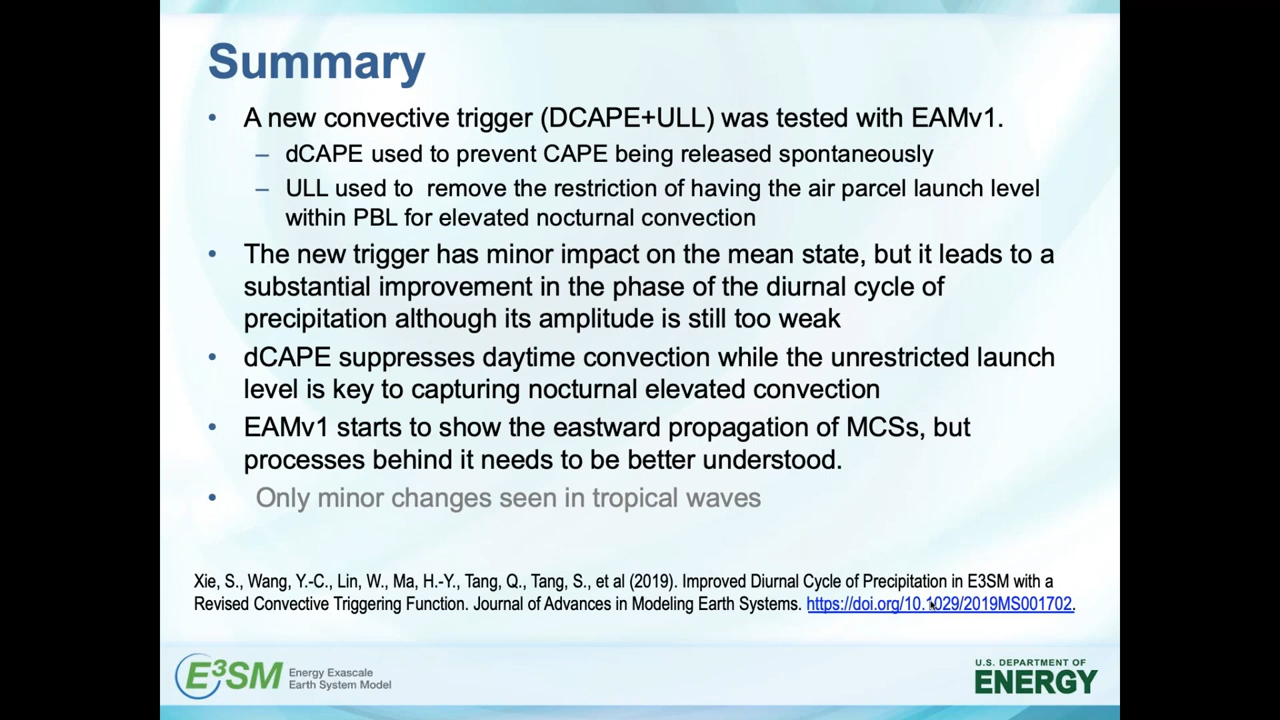 Summary
• A new convective trigger (DCAPE+ULL) was tested with EAMv1.
– dCAPE used to prevent CAPE being released spontaneously
– ULL used to remove the restriction of having the air parcel launch level
within PBL for elevated nocturnal convection
• The new trigger has minor impact on the mean state, but it leads to a
substantial improvement in the phase of the diurnal cycle of
precipitation although its amplitude is still too weak
• dCAPE suppresses daytime convection while the unrestricted launch
level is key to capturing nocturnal elevated convection
• EAMv1 starts to show the eastward propagation of MCSs, but
processes behind it needs to be better understood.
• Only minor changes seen in tropical waves
Xie, S., Wang, Y.-C., Lin, W., Ma, H.-Y., Tang, Q., Tang, S., et al (2019). Improved Diurnal Cycle of Precipitation in E3SM with a
Revised Convective Triggering Function. Journal of Advances in Modeling Earth Systems. https://doi.org/10.1029/2019MS001702.
E³SM Energy Exascale
Earth System Model
U.S. DEPARTMENT OF
ENERGY